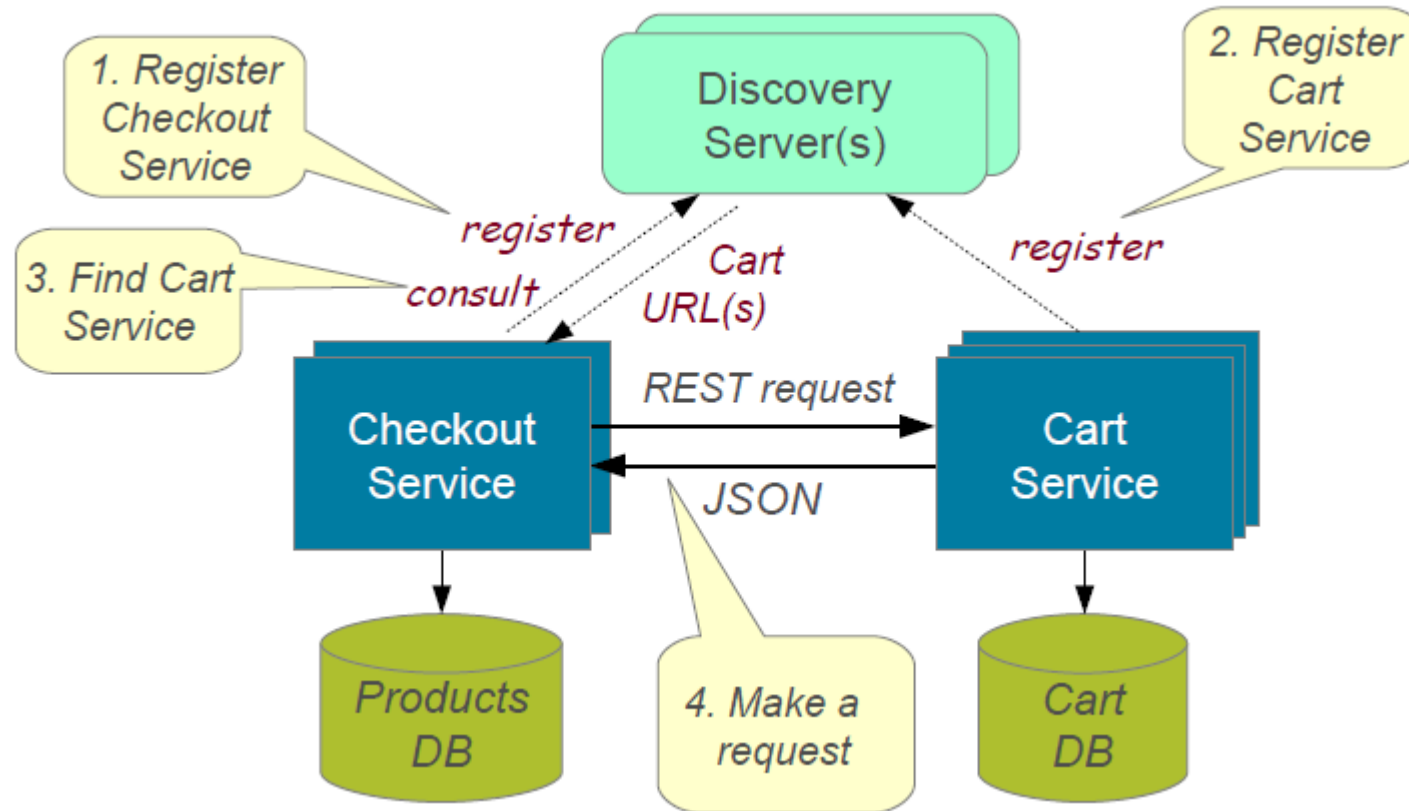 1. Register
Checkout
Service
Discovery
Server(s)
2. Register
Cart
Service
register
consult
Cart
URL(s)
register
3. Find Cart
Service
Checkout
Service
REST request
JSON
Cart
Service
Products
DB
4. Make a
request
Cart
DB